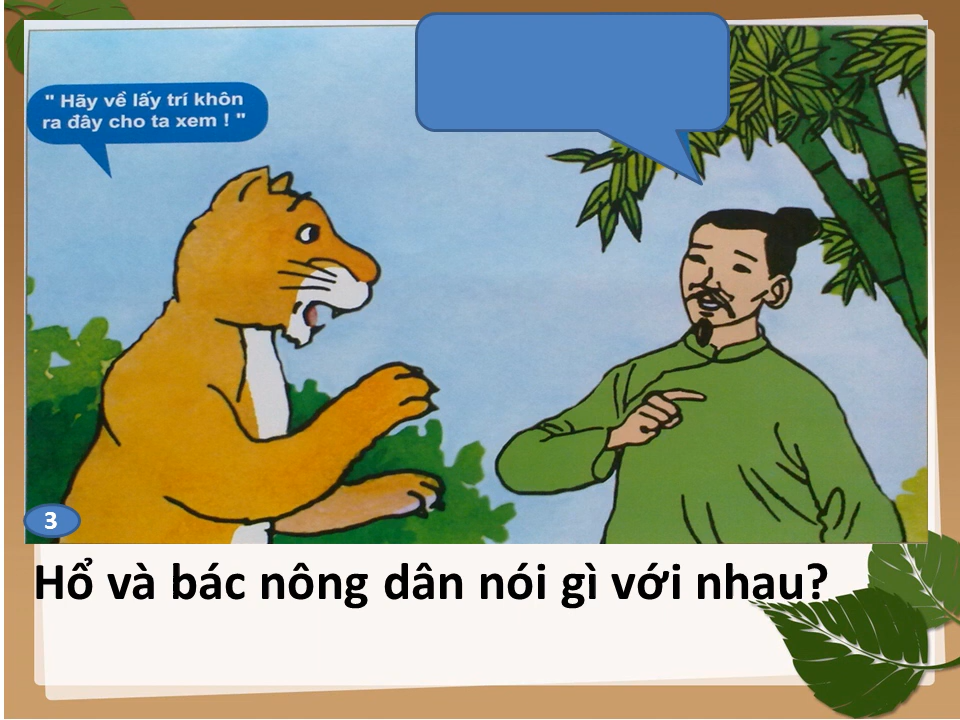 " Hãy về lấy trí khôn
ra đây cho ta xem ! "
3
Hổ và bác nông dân nói gì với nhau?